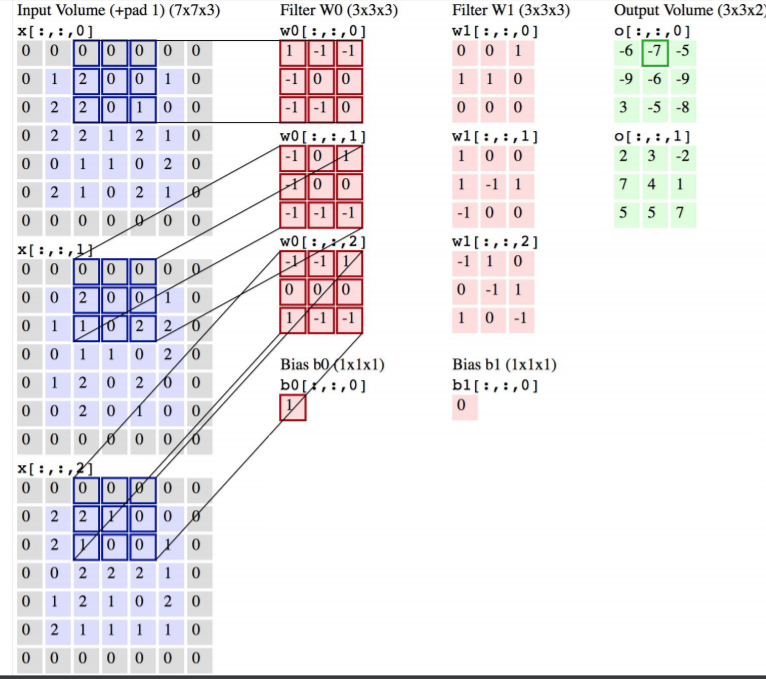 Input Volume (+pad 1) (7x7x3)
x[:,:,0]
0 0 0 0 0 0 0
0 1 2 0 0 1 0
0 2 2 0 1 0 0
0 2 2 1 2 1 0
0 0 1 1 0 2 0
0 2 1 0 2 1 0
0 0 0 0 0 0 0
x[:,:,1]
0 0 0 0 0 0 0
0 0 2 0 0 1 0
0 1 1 0 2 2 0
0 0 1 1 0 2 0
0 1 2 0 2 0 0
0 0 2 0 1 0 0
0 0 0 0 0 0 0
x[:,:,2]
0 0 0 0 0 0 0
0 2 2 1 0 0 0
0 2 1 0 0 1 0
0 0 2 2 2 1 0
0 1 2 1 0 2 0
0 2 1 1 1 1 0
0 0 0 0 0 0 0
Filter W0 (3x3x3)
w0[:,:,0]
1 -1 -1
-1 0 0
-1 -1 0
w0[:,:,1]
-1 0 1
-1 0 0
-1 -1 -1
w0[:,:,2]
-1 -1 1
0 0 0
1 -1 -1
Bias b0 (1x1x1)
b0[:,:,0]
1
Filter W1 (3x3x3)
w1[:,:,0]
0 0 1
1 1 0
0 0 0
w1[:,:,1]
1 0 0
1 -1 1
-1 0 0
w1[:,:,2]
-1 1 0
0 -1 1
1 0 -1
Bias b1 (1x1x1)
b1[:,:,0]
0
Output Volume (3x3x2)
o[:,:,0]
-6 -7 -5
-9 -6 -9
3 -5 -8
o[:,:,1]
2 3 -2
7 4 1
5 5 7